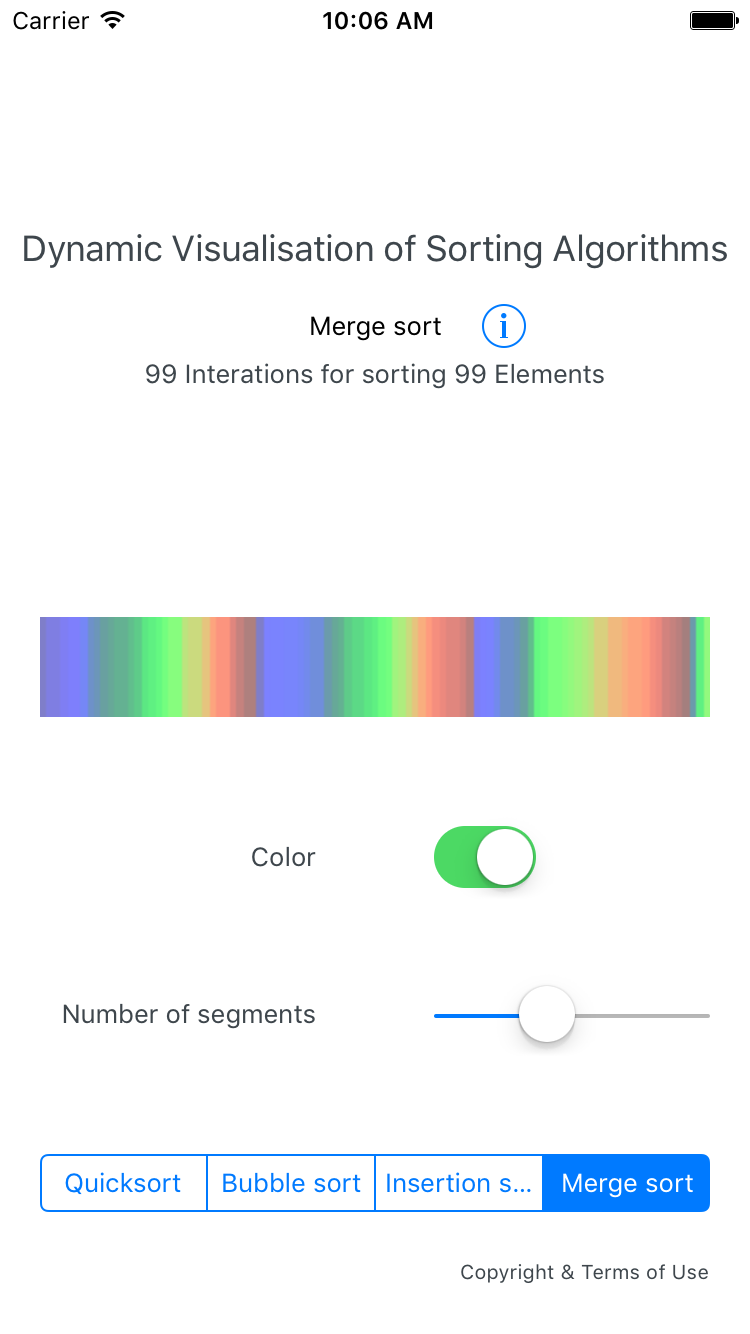 Carrier 10:06 AM
Dynamic Visualisation of Sorting Algorithms
Merge sort i
99 Interations for sorting 99 Elements
Color
Number of segments
Quicksort Bubble sort Insertion s... Merge sort
Copyright & Terms of Use